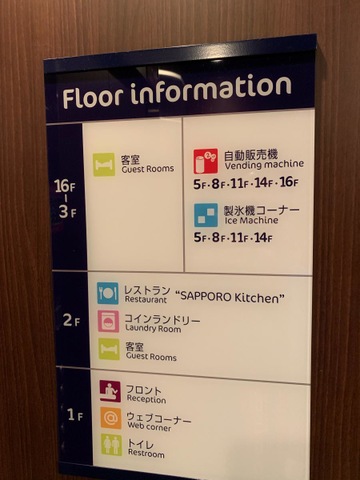 Floor information
16F
3F
客室
Guest Rooms
自動販売機
Vending machine
5F・8F・11F・14F・16F
製氷機コーナー
Ice Machine
5F・8F・11F・14F
2F
レストラン "SAPPORO Kitchen"
Restaurant
コインランドリー
Laundry Room
客室
Guest Rooms
1F
フロント
Reception
@
ウェブコーナー
Web corner
トイレ
Restroom